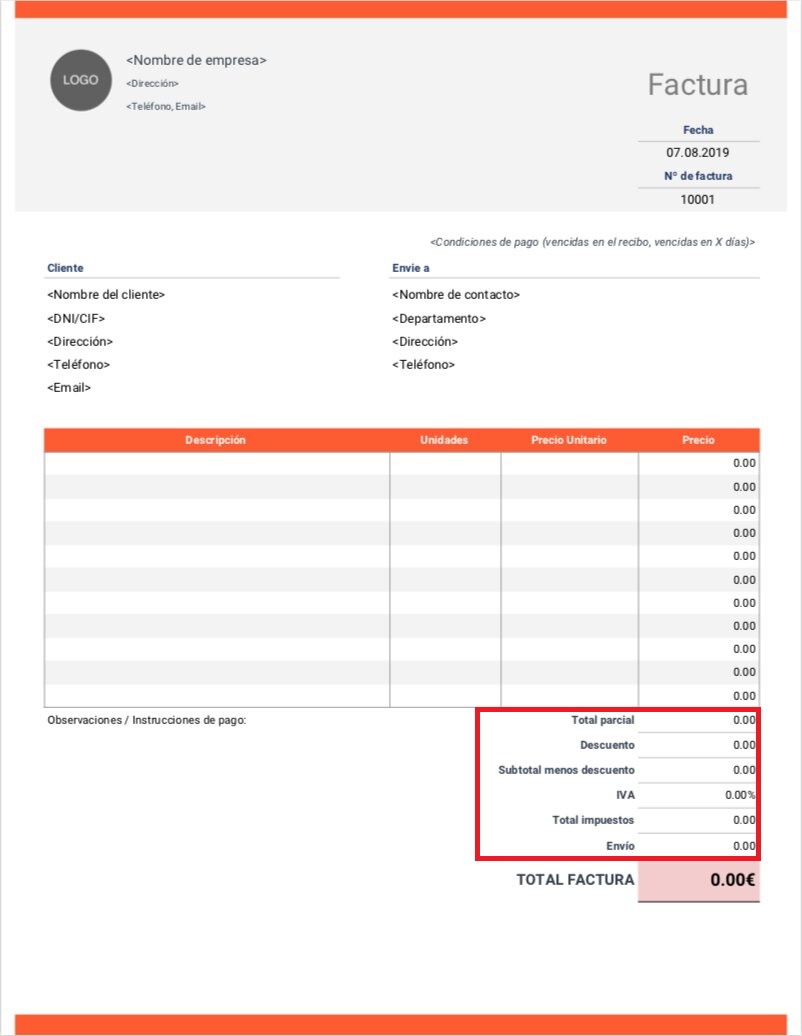 LOGO
<Nombre de empresa>
<Dirección>
<Teléfono, Email>
Factura
Fecha
07.08.2019
Nº de factura
10001
<Condiciones de pago (vencidas en el recibo, vencidas en X días)>
Cliente
<Nombre del cliente>
<DNI/CIF>
<Dirección>
<Teléfono>
<Email>
Envie a
<Nombre de contacto>
<Departamento>
<Dirección>
<Teléfono>
Descripción Unidades Precio Unitario Precio
0.00
0.00
0.00
0.00
0.00
0.00
0.00
0.00
0.00
0.00
0.00
Observaciones / Instrucciones de pago:
Total parcial 0.00
Descuento 0.00
Subtotal menos descuento 0.00
IVA 0.00%
Total impuestos 0.00
Envío 0.00
TOTAL FACTURA 0.00€